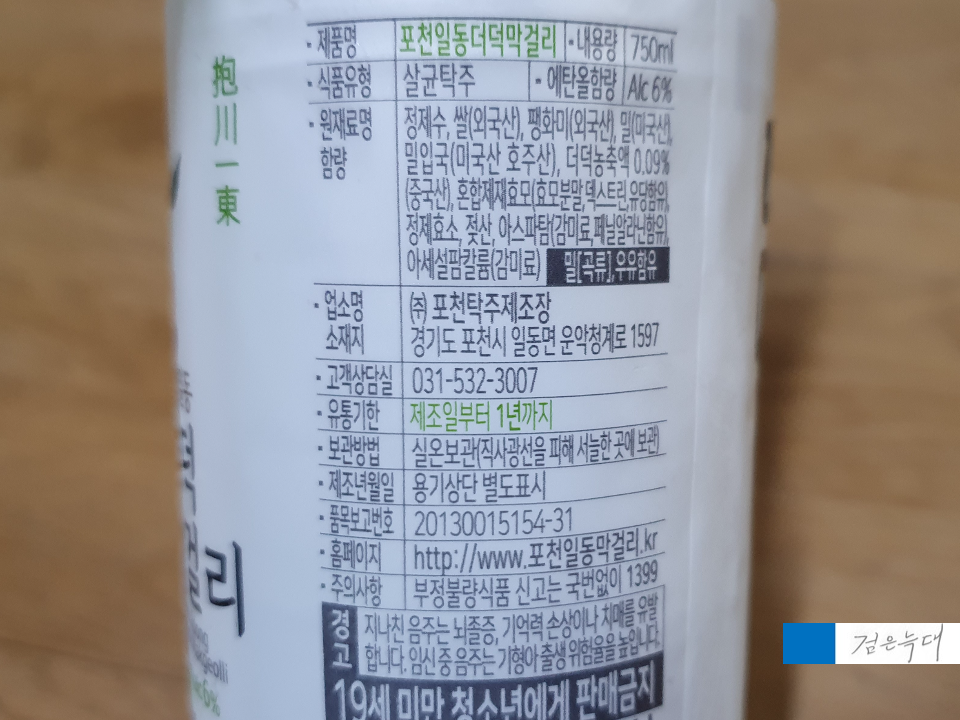 抱川一東
· 제품명 포천일동더덕막걸리 · 내용량 750ml
· 식품유형 살균탁주 · 에탄올함량 Alc 6%
· 원재료명 함량
정제수, 쌀(외국산), 팽화미(외국산), 밀(미국산),
밀입국(미국산 호주산), 더덕농축액 0.09%
(중국산), 혼합제재효모(효모분말,덱스트린,유당함유),
정제효소, 젖산, 아스파탐(감미료,페닐알라닌함유),
아세설팜칼륨(감미료) 밀[곡류],우유함유
· 업소명 ㈜ 포천탁주제조장
소재지 경기도 포천시 일동면 운악청계로 1597
· 고객상담실 031-532-3007
· 유통기한 제조일부터 1년까지
· 보관방법 실온보관(직사광선을 피해 서늘한 곳에 보관)
· 제조년월일 용기상단 별도표시
· 품목보고번호 20130015154-31
· 홈페이지 http://www.포천일동막걸리.kr
· 주의사항 부정불량식품 신고는 국번없이 1399
경고 지나친 음주는 뇌졸중, 기억력 손상이나 치매를 유발
합니다. 임신 중 음주는 기형아 출생 위험율을 높입니다.
19세 미만 청소년에게 판매금지
리
geolli
6%
검은늑대